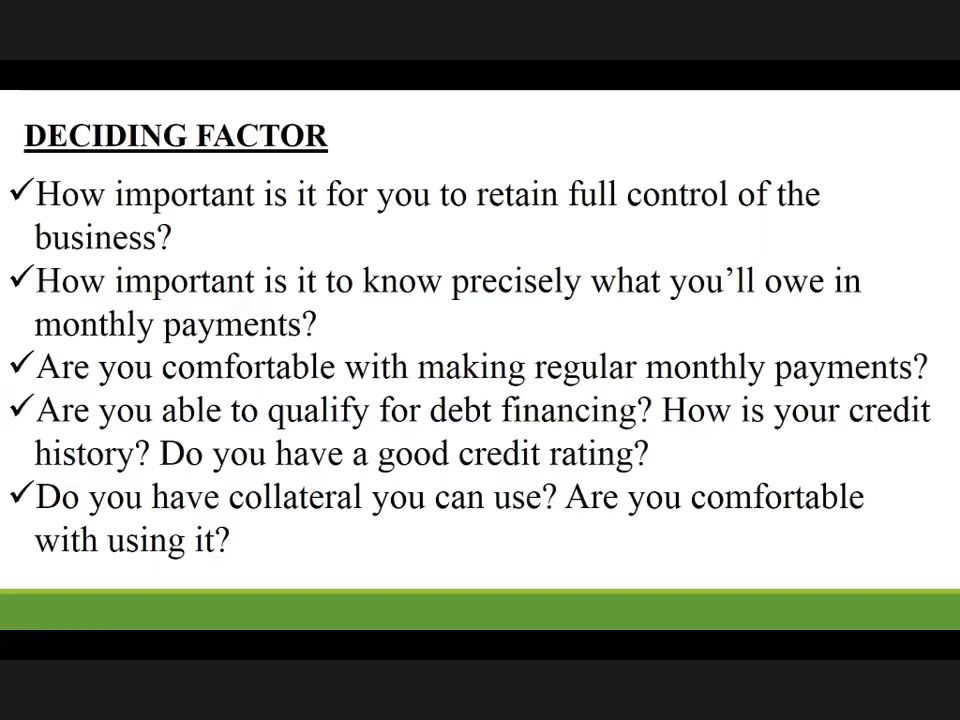 DECIDING FACTOR
✓How important is it for you to retain full control of the
business?
✓How important is it to know precisely what you’ll owe in
monthly payments?
✓Are you comfortable with making regular monthly payments?
✓Are you able to qualify for debt financing? How is your credit
history? Do you have a good credit rating?
✓Do you have collateral you can use? Are you comfortable
with using it?